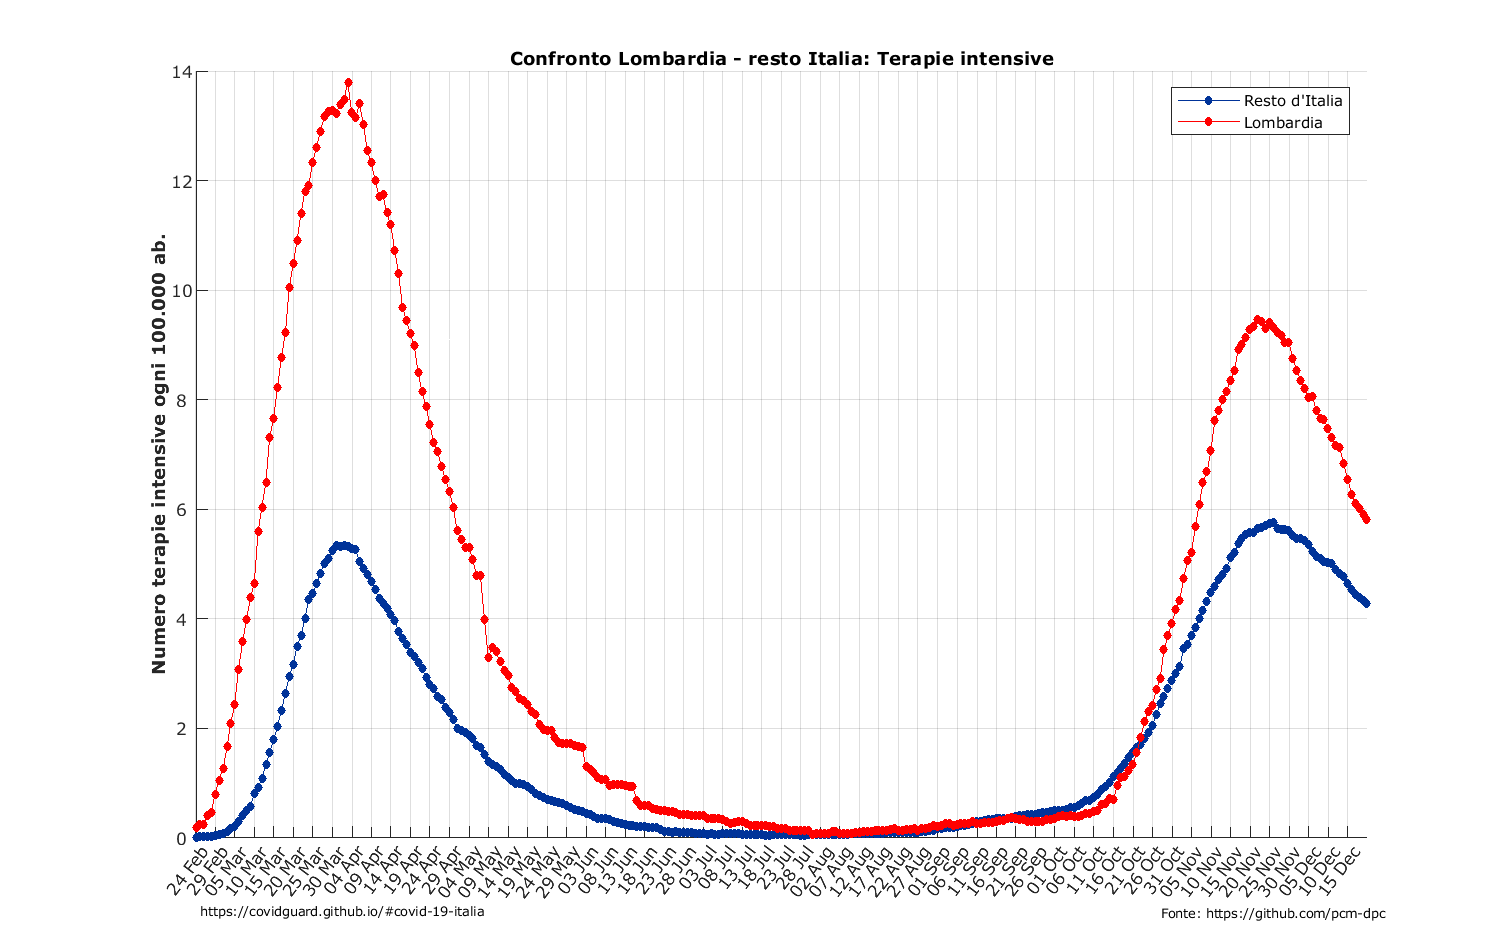 Confronto Lombardia - resto Italia: Terapie intensive
Resto d'Italia
Lombardia
Numero terapie intensive ogni 100.000 ab.
14
12
10
8
6
4
2
0
24 Feb
29 Feb
05 Mar
10 Mar
15 Mar
20 Mar
25 Mar
30 Mar
04 Apr
09 Apr
14 Apr
19 Apr
24 Apr
29 Apr
04 May
09 May
14 May
19 May
24 May
29 May
03 Jun
08 Jun
13 Jun
18 Jun
23 Jun
28 Jun
03 Jul
08 Jul
13 Jul
18 Jul
23 Jul
28 Jul
02 Aug
07 Aug
12 Aug
17 Aug
22 Aug
27 Aug
01 Sep
06 Sep
11 Sep
16 Sep
21 Sep
26 Sep
01 Oct
06 Oct
11 Oct
16 Oct
21 Oct
26 Oct
31 Oct
05 Nov
10 Nov
15 Nov
20 Nov
25 Nov
30 Nov
05 Dec
10 Dec
15 Dec
https://covidguard.github.io/#covid-19-italia
Fonte: https://github.com/pcm-dpc